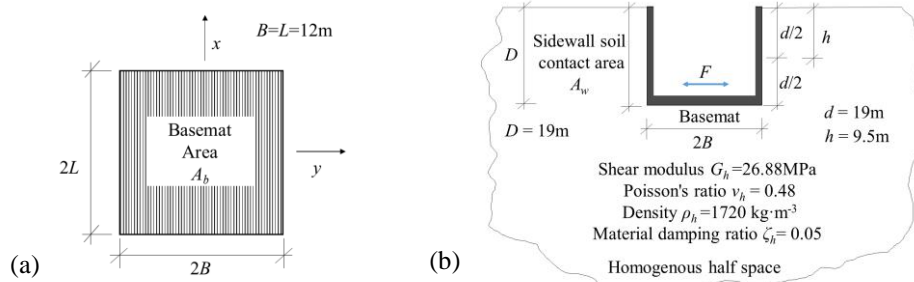 x
B=L=12m
2L
Basemat
Area
A_b
y
2B
(a)
D
Sidewall soil
contact area
A_w
D = 19m
F
Basemat
2B
d/2
h
d/2
d = 19m
h = 9.5m
Shear modulus G_h=26.88MPa
Poisson's ratio ν_h = 0.48
Density ρ_h=1720 kg·m⁻³
Material damping ratio ζ_h= 0.05
Homogenous half space
(b)